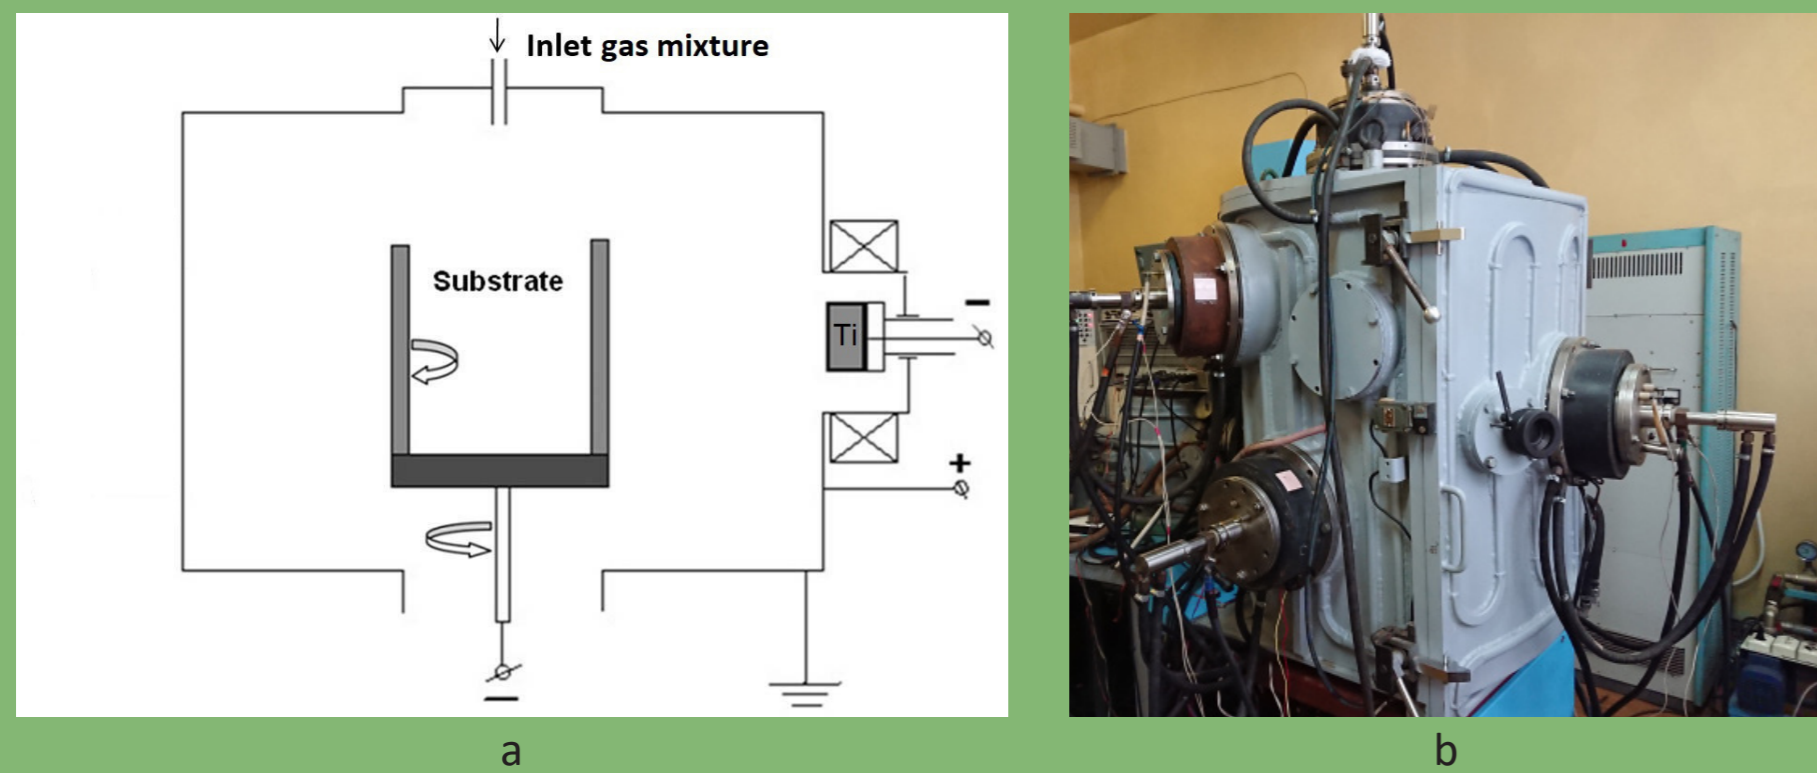 Inlet gas mixture
Substrate
Ti
−
+
−
a
b